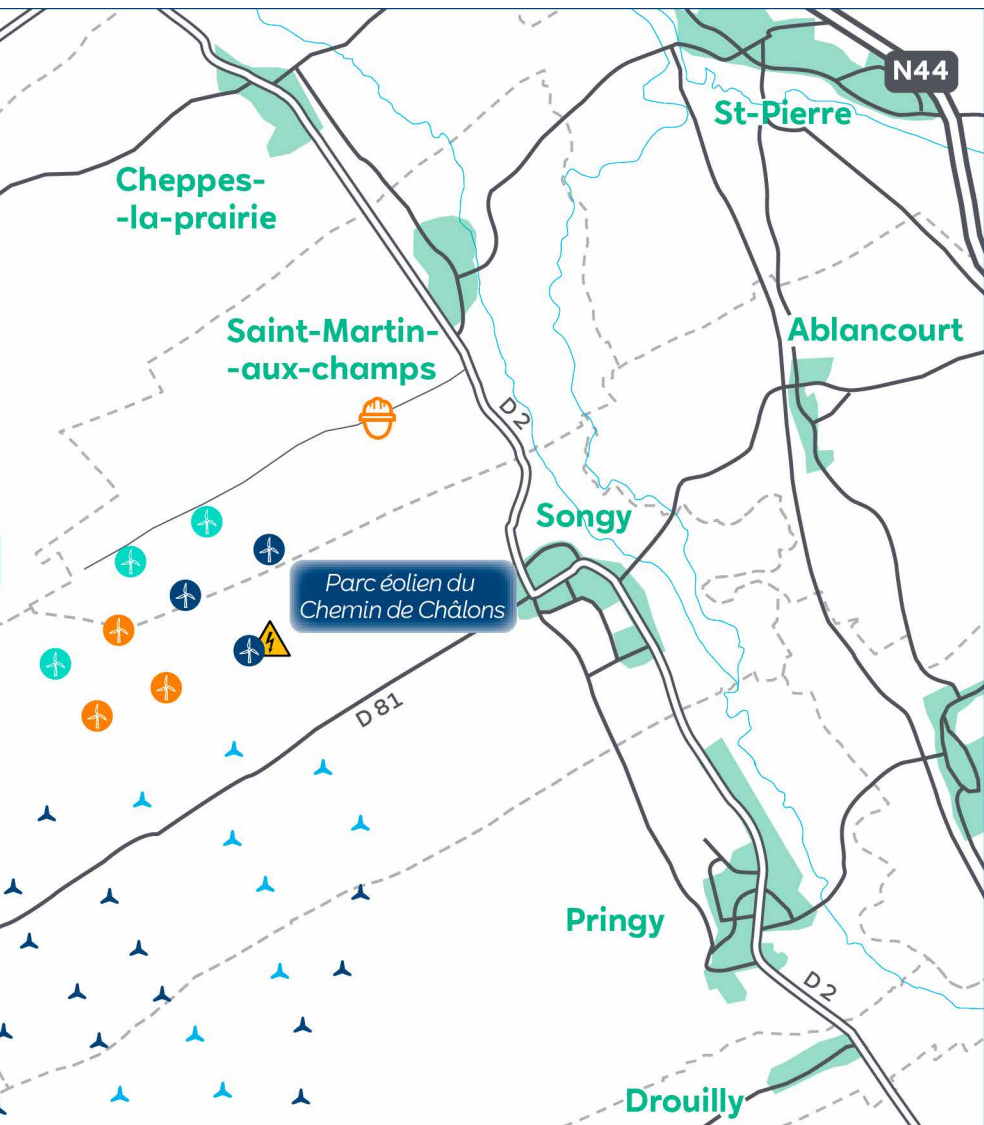 N44
St-Pierre
Cheppes-
-la-prairie
Saint-Martin-
-aux-champs
Ablancourt
D 2
Songy
Parc éolien du
Chemin de Châlons
D 81
Pringy
D 2
Drouilly